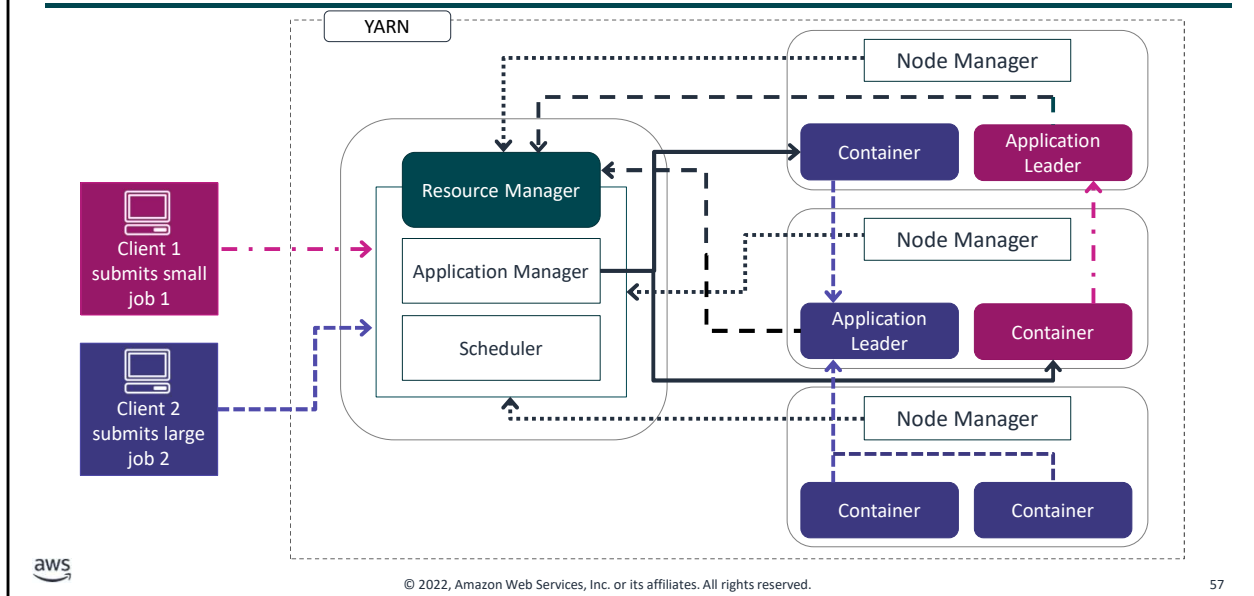 YARN
Node Manager
Container
Application
Leader
Resource Manager
Client 1
submits small
job 1
Application Manager
Node Manager
Scheduler
Application
Leader
Container
Client 2
submits large
job 2
Node Manager
Container
Container
aws
© 2022, Amazon Web Services, Inc. or its affiliates. All rights reserved.
57